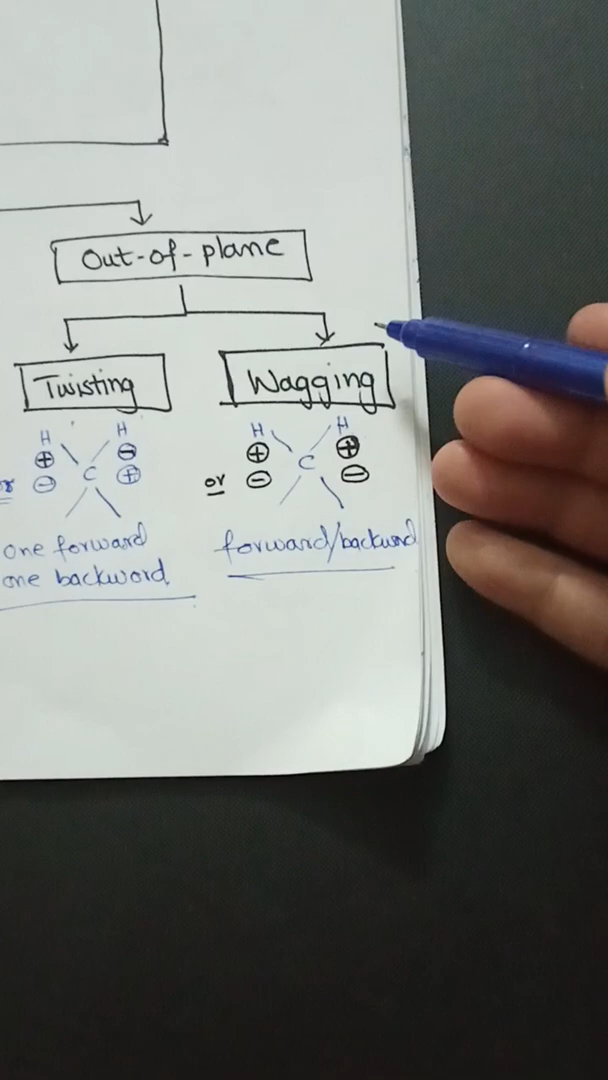 Out-of-plane
Twisting
Wagging
H H
⊕ ⊖
C
⊖ ⊕
H H
⊕ ⊕
C
or ⊖ ⊖
one forward
one backword
forward/backward